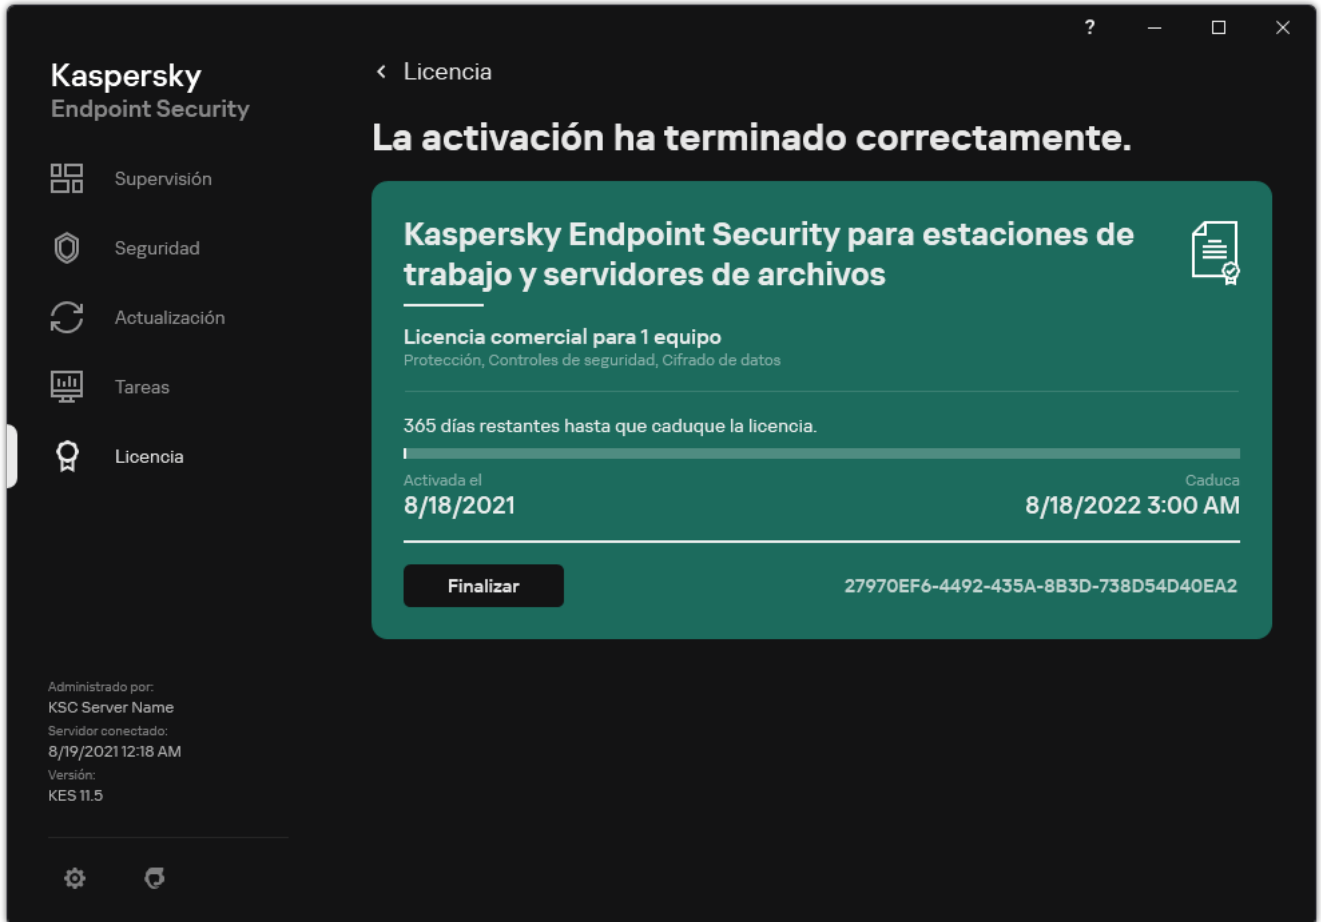 ?
Kaspersky
Endpoint Security
Licencia
La activación ha terminado correctamente.
Supervisión
Seguridad
Actualización
Tareas
Licencia
Kaspersky Endpoint Security para estaciones de
trabajo y servidores de archivos
Licencia comercial para 1 equipo
Protección, Controles de seguridad, Cifrado de datos
365 días restantes hasta que caduque la licencia.
Activada el
8/18/2021
Caduca
8/18/2022 3:00 AM
Finalizar
27970EF6-4492-435A-8B3D-738D54D40EA2
Administrado por:
KSC Server Name
Servidor conectado:
8/19/2021 12:18 AM
Versión:
KES 11.5